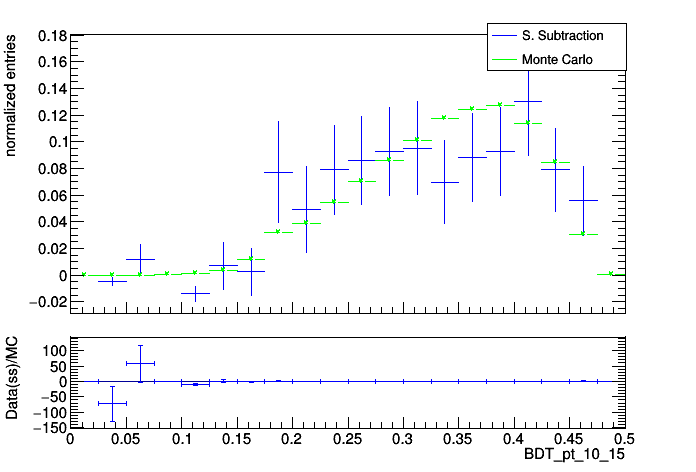 S. Subtraction
Monte Carlo
normalized entries
0.18
0.16
0.14
0.12
0.1
0.08
0.06
0.04
0.02
0
−0.02
Data(ss)/MC
100
50
0
−50
−100
−150
0 0.05 0.1 0.15 0.2 0.25 0.3 0.35 0.4 0.45 0.5
BDT_pt_10_15